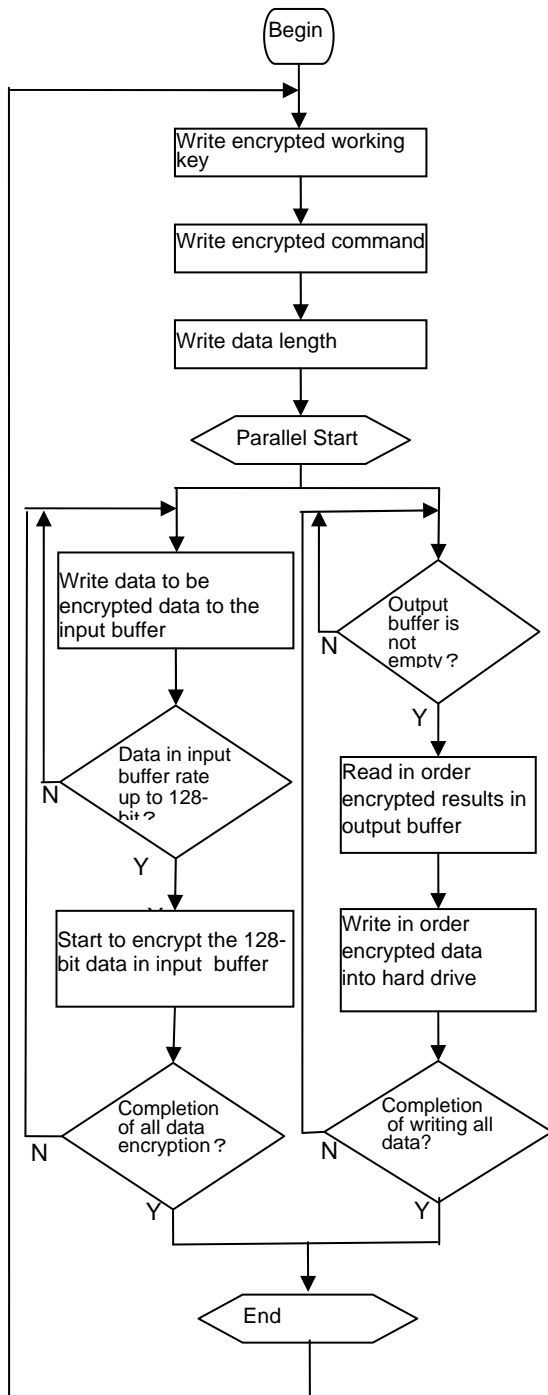 Begin
Write encrypted working
key
Write encrypted command
Write data length
Parallel Start
Write data to be
encrypted data to the
input buffer
Data in input
buffer rate
up to 128-
bit?
N
Y
Start to encrypt the 128-
bit data in input buffer
Completion
of all data
encryption?
N
Y
Output
buffer is
not
empty?
N
Y
Read in order
encrypted results in
output buffer
Write in order
encrypted data
into hard drive
Completion
of writing all
data?
N
Y
End